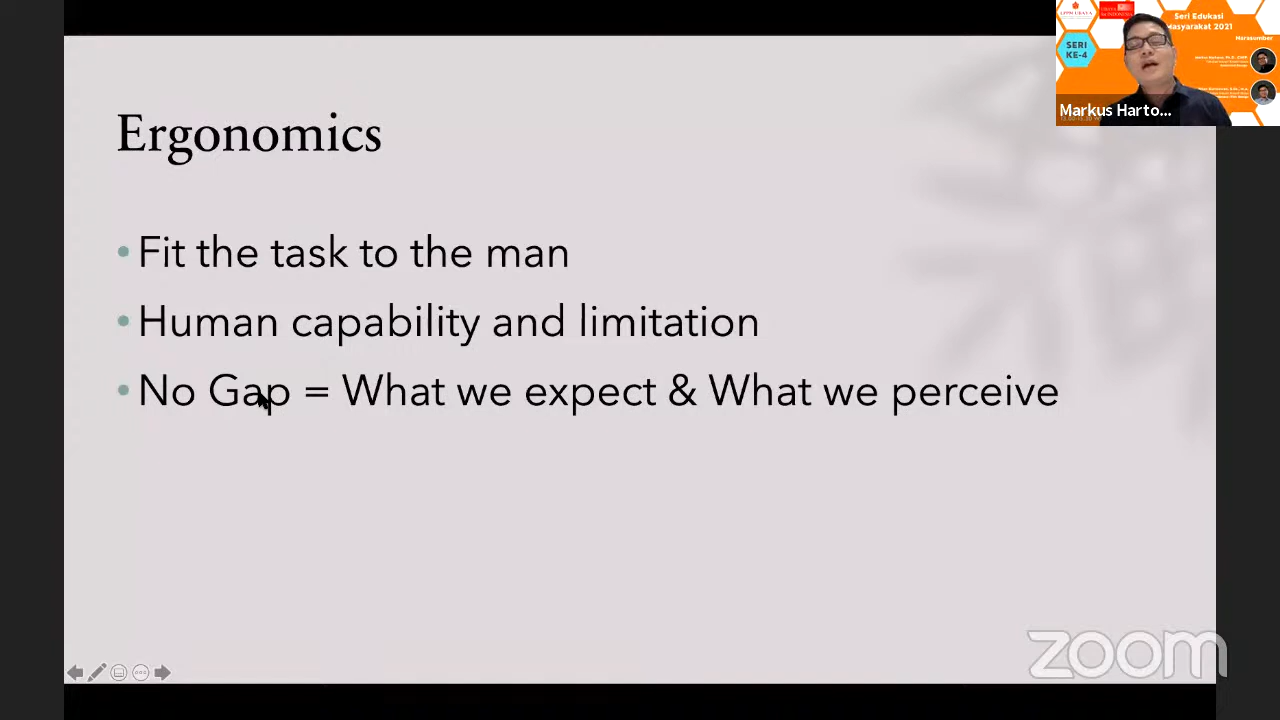 Ergonomics
• Fit the task to the man
• Human capability and limitation
• No Gap = What we expect & What we perceive
Seri Edukasi
Masyarakat 2021
Narasumber
SERI
KE-4
Markus Harto...
zoom